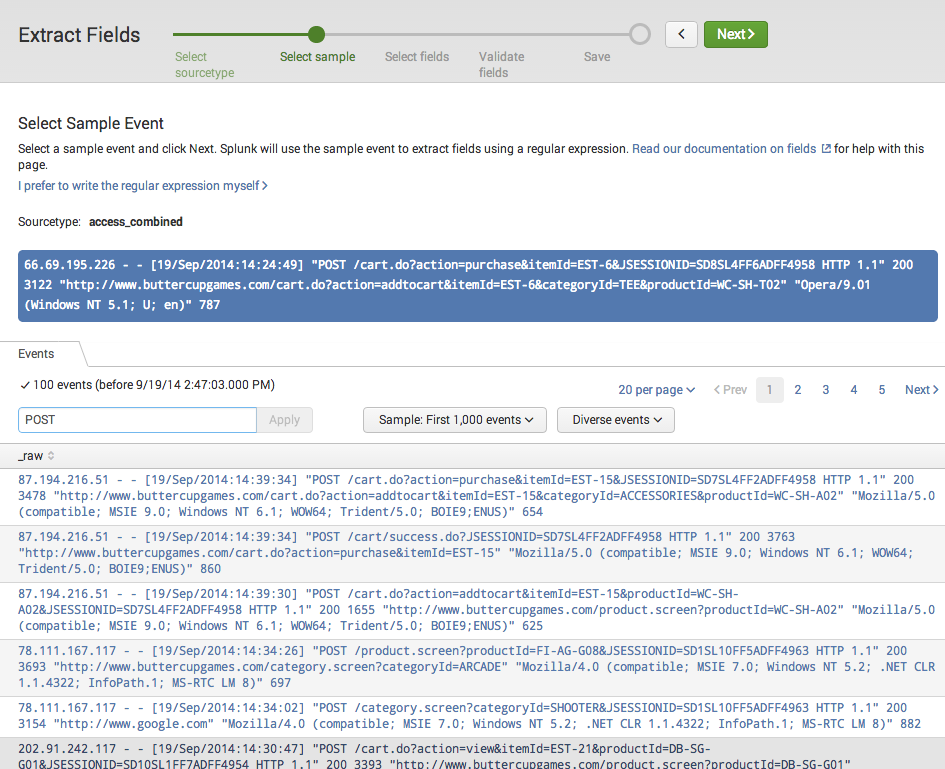 Extract Fields
Next
Select sourcetype
Select sample
Select fields
Validate fields
Save
Select Sample Event
Select a sample event and click Next. Splunk will use the sample event to extract fields using a regular expression. Read our documentation on fields for help with this
page.
I prefer to write the regular expression myself
Sourcetype: access_combined
66.69.195.226 - - [19/Sep/2014:14:24:49] "POST /cart.do?action=purchase&itemId=EST-6&JSESSIONID=SD8SL4FF6ADFF4958 HTTP 1.1" 200
3122 "http://www.buttercupgames.com/cart.do?action=addtocart&itemId=EST-6&categoryId=TEE&productId=WC-SH-T02" "Opera/9.01
(Windows NT 5.1; U; en)" 787
Events
✓ 100 events (before 9/19/14 2:47:03.000 PM)
20 per page
Prev 1 2 3 4 5 Next
POST
Apply
Sample: First 1,000 events
Diverse events
_raw
87.194.216.51 - - [19/Sep/2014:14:39:34] "POST /cart.do?action=purchase&itemId=EST-15&JSESSIONID=SD7SL4FF2ADFF4958 HTTP 1.1" 200
3478 "http://www.buttercupgames.com/cart.do?action=addtocart&itemId=EST-15&categoryId=ACCESSORIES&productId=WC-SH-A02" "Mozilla/5.0
(compatible; MSIE 9.0; Windows NT 6.1; WOW64; Trident/5.0; BOIE9;ENUS)" 654
87.194.216.51 - - [19/Sep/2014:14:39:34] "POST /cart/success.do?JSESSIONID=SD7SL4FF2ADFF4958 HTTP 1.1" 200 3763
"http://www.buttercupgames.com/cart.do?action=purchase&itemId=EST-15" "Mozilla/5.0 (compatible; MSIE 9.0; Windows NT 6.1; WOW64;
Trident/5.0; BOIE9;ENUS)" 860
87.194.216.51 - - [19/Sep/2014:14:39:30] "POST /cart.do?action=addtocart&itemId=EST-15&productId=WC-SH-
A02&JSESSIONID=SD7SL4FF2ADFF4958 HTTP 1.1" 200 1655 "http://www.buttercupgames.com/product.screen?productId=WC-SH-A02" "Mozilla/5.0
(compatible; MSIE 9.0; Windows NT 6.1; WOW64; Trident/5.0; BOIE9;ENUS)" 625
78.111.167.117 - - [19/Sep/2014:14:34:26] "POST /product.screen?productId=FI-AG-G08&JSESSIONID=SD1SL10FF5ADFF4963 HTTP 1.1" 200
3693 "http://www.buttercupgames.com/category.screen?categoryId=ARCADE" "Mozilla/4.0 (compatible; MSIE 7.0; Windows NT 5.2; .NET CLR
1.1.4322; InfoPath.1; MS-RTC LM 8)" 697
78.111.167.117 - - [19/Sep/2014:14:34:02] "POST /category.screen?categoryId=SHOOTER&JSESSIONID=SD1SL10FF5ADFF4963 HTTP 1.1" 200
3154 "http://www.google.com" "Mozilla/4.0 (compatible; MSIE 7.0; Windows NT 5.2; .NET CLR 1.1.4322; InfoPath.1; MS-RTC LM 8)" 882
202.91.242.117 - - [19/Sep/2014:14:30:47] "POST /cart.do?action=view&itemId=EST-21&productId=DB-SG-
G01&JSESSIONID=SD10SL1FF7ADFF4954 HTTP 1.1" 200 3393 "http://www.buttercupgames.com/product.screen?productId=DB-SG-G01"